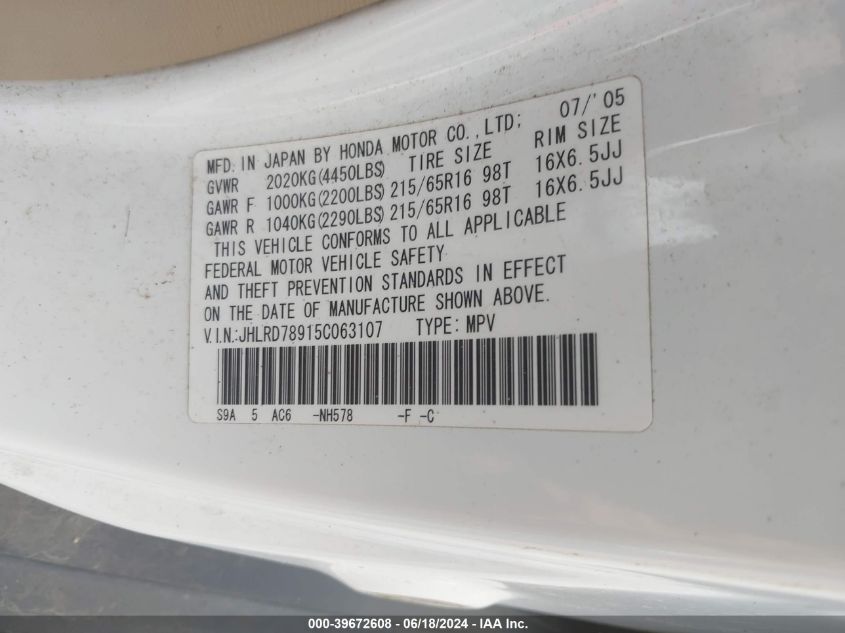 MFD. IN JAPAN BY HONDA MOTOR CO., LTD; 07/'05
GVWR 2020KG(4450LBS) TIRE SIZE RIM SIZE
GAWR F 1000KG(2200LBS) 215/65R16 98T 16X6.5JJ
GAWR R 1040KG(2290LBS) 215/65R16 98T 16X6.5JJ
THIS VEHICLE CONFORMS TO ALL APPLICABLE
FEDERAL MOTOR VEHICLE SAFETY
AND THEFT PREVENTION STANDARDS IN EFFECT
ON THE DATE OF MANUFACTURE SHOWN ABOVE.
V.I.N.:JHLRD78915C063107 TYPE: MPV
S9A 5 AC6 -NH578 -F -C
000-39672608 - 06/18/2024 - IAAI Inc.